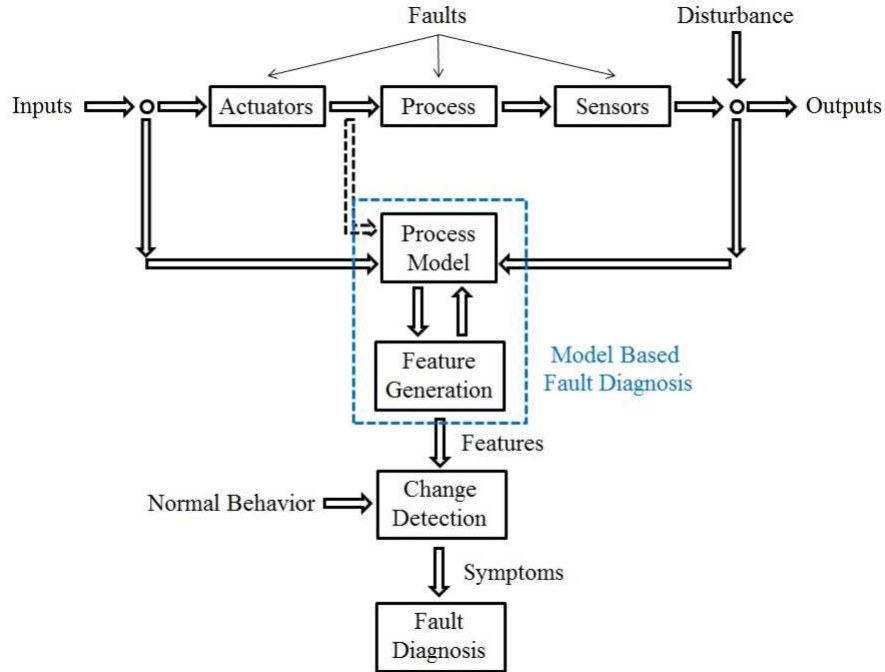 Faults
Disturbance
Inputs
Actuators
Process
Sensors
Outputs
Process
Model
Feature
Generation
Model Based
Fault Diagnosis
Features
Normal Behavior
Change
Detection
Symptoms
Fault
Diagnosis